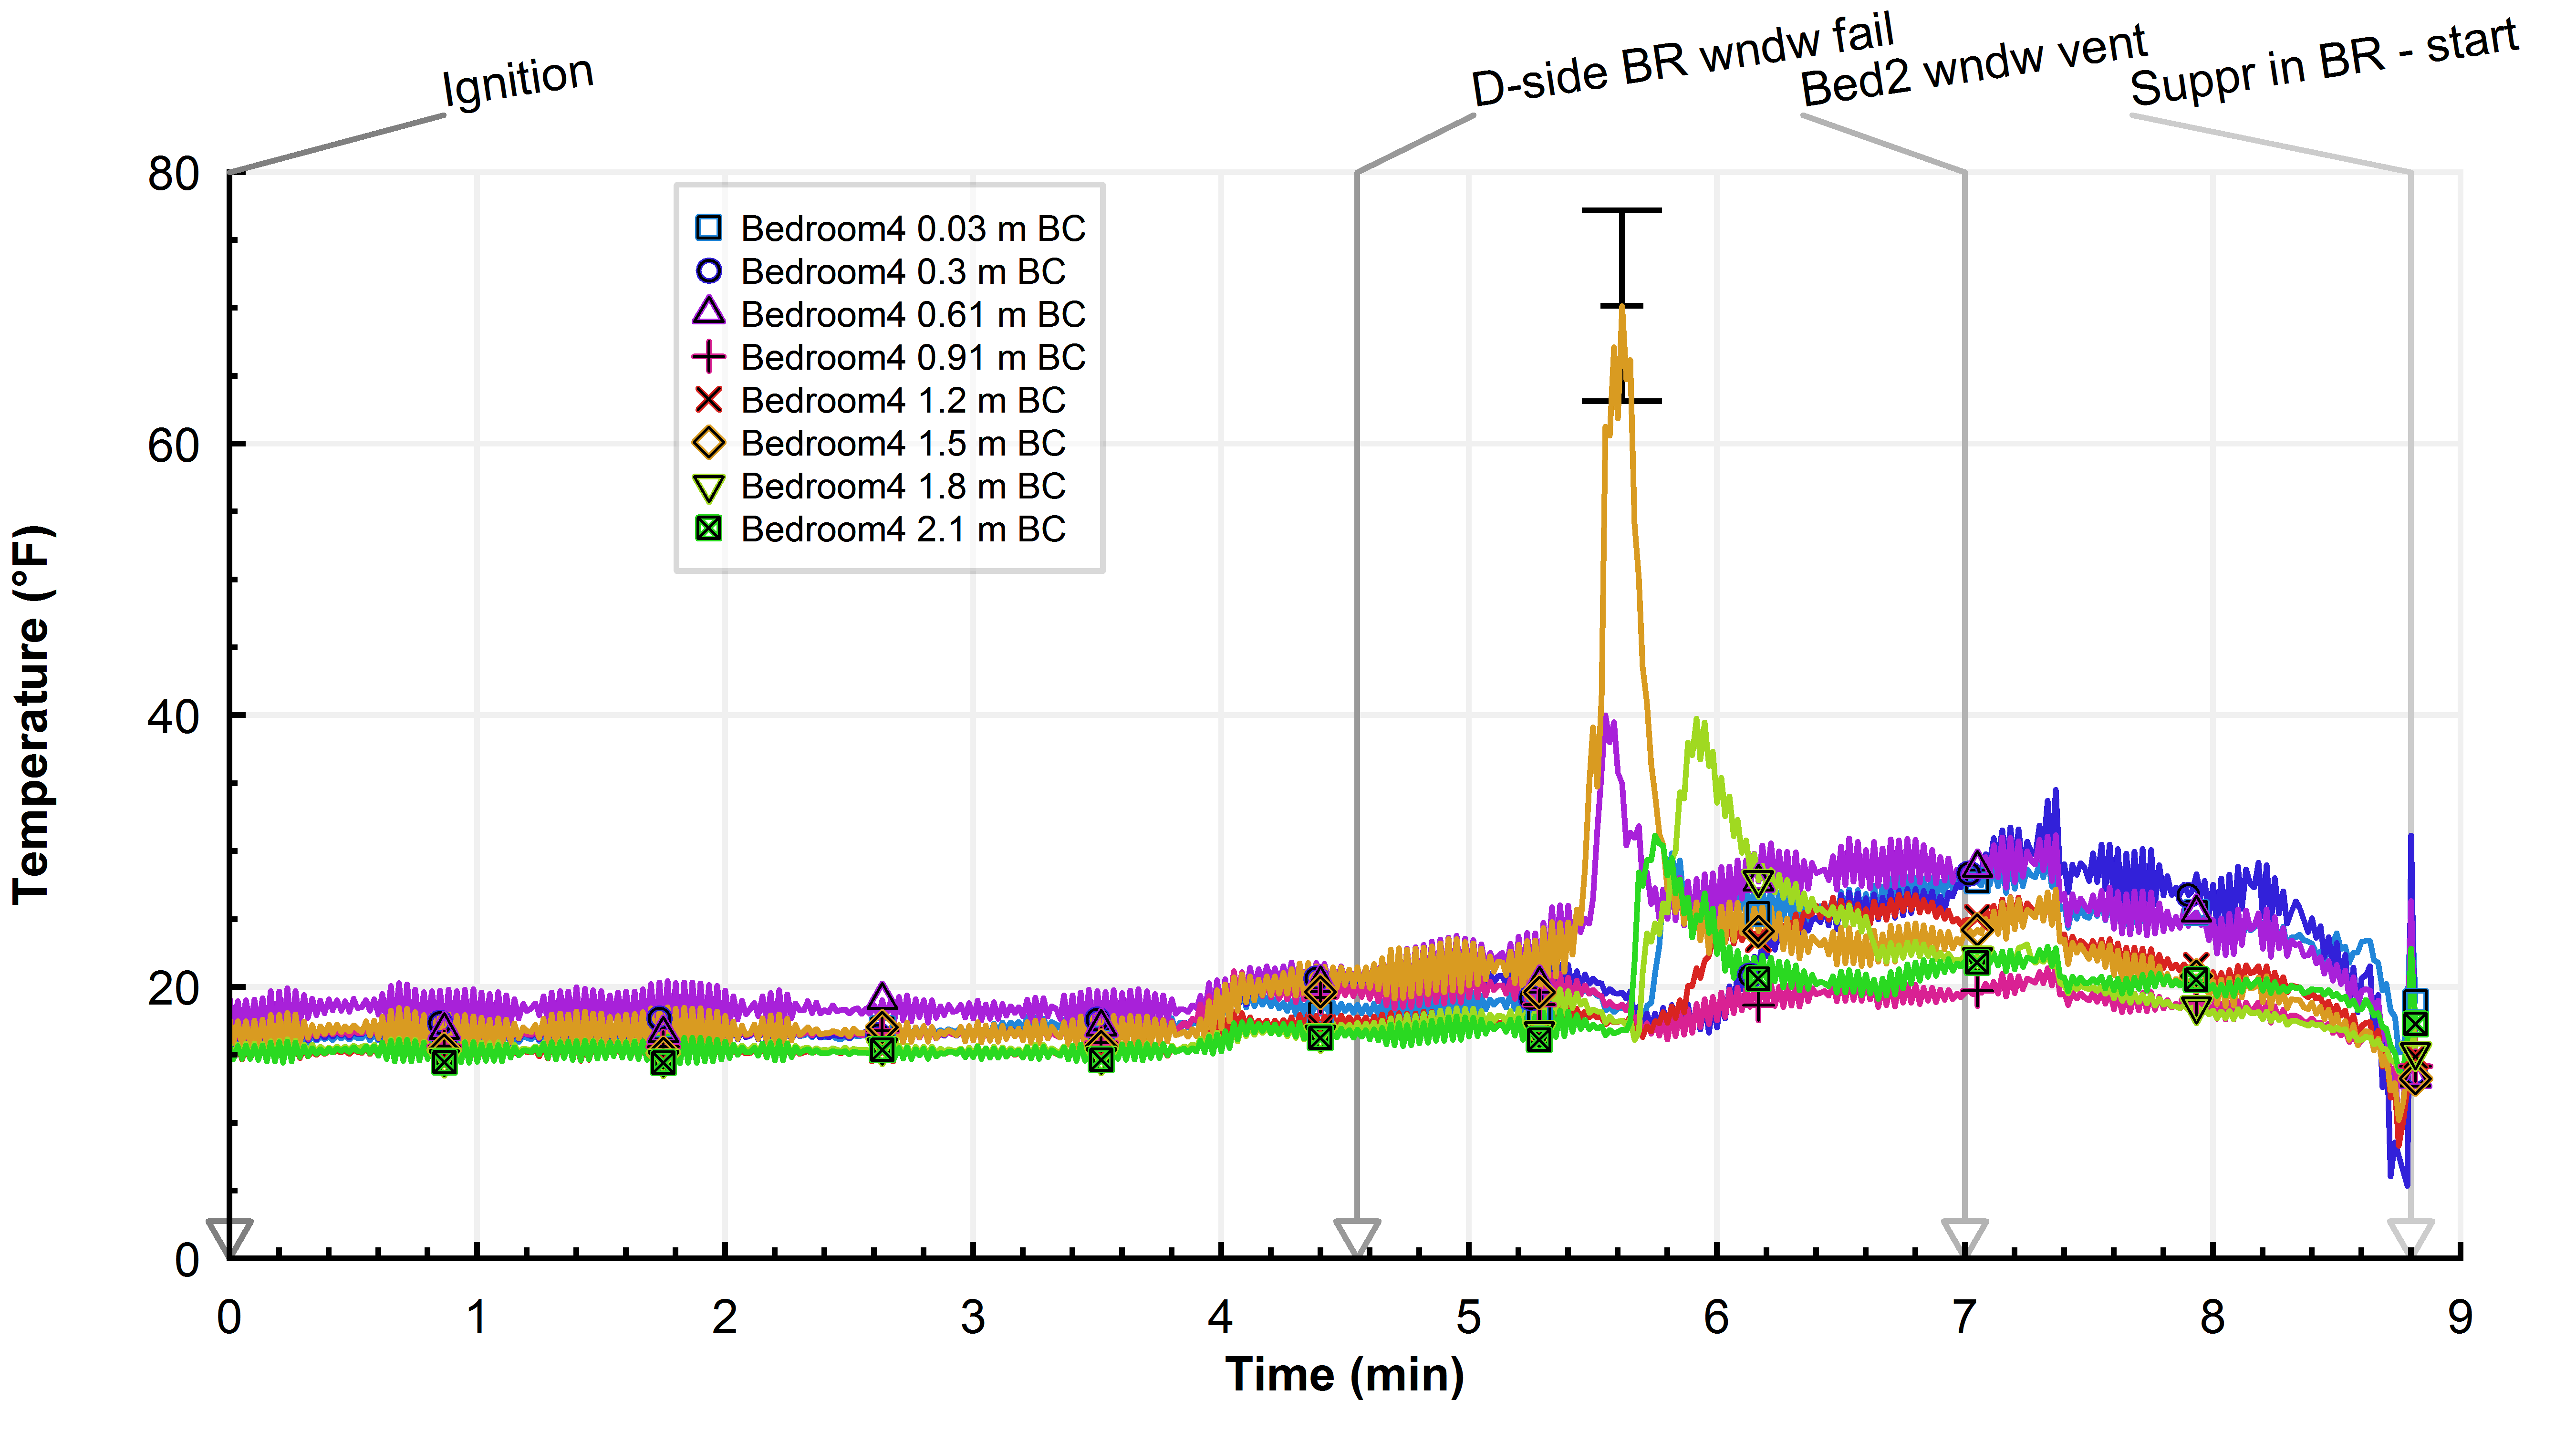 Ignition
D-side BR wndw fail
Bed2 wndw vent
Suppr in BR - start
80
60
40
20
0
Temperature (°F)
Bedroom4 0.03 m BC
Bedroom4 0.3 m BC
Bedroom4 0.61 m BC
Bedroom4 0.91 m BC
Bedroom4 1.2 m BC
Bedroom4 1.5 m BC
Bedroom4 1.8 m BC
Bedroom4 2.1 m BC
0 1 2 3 4 5 6 7 8 9
Time (min)